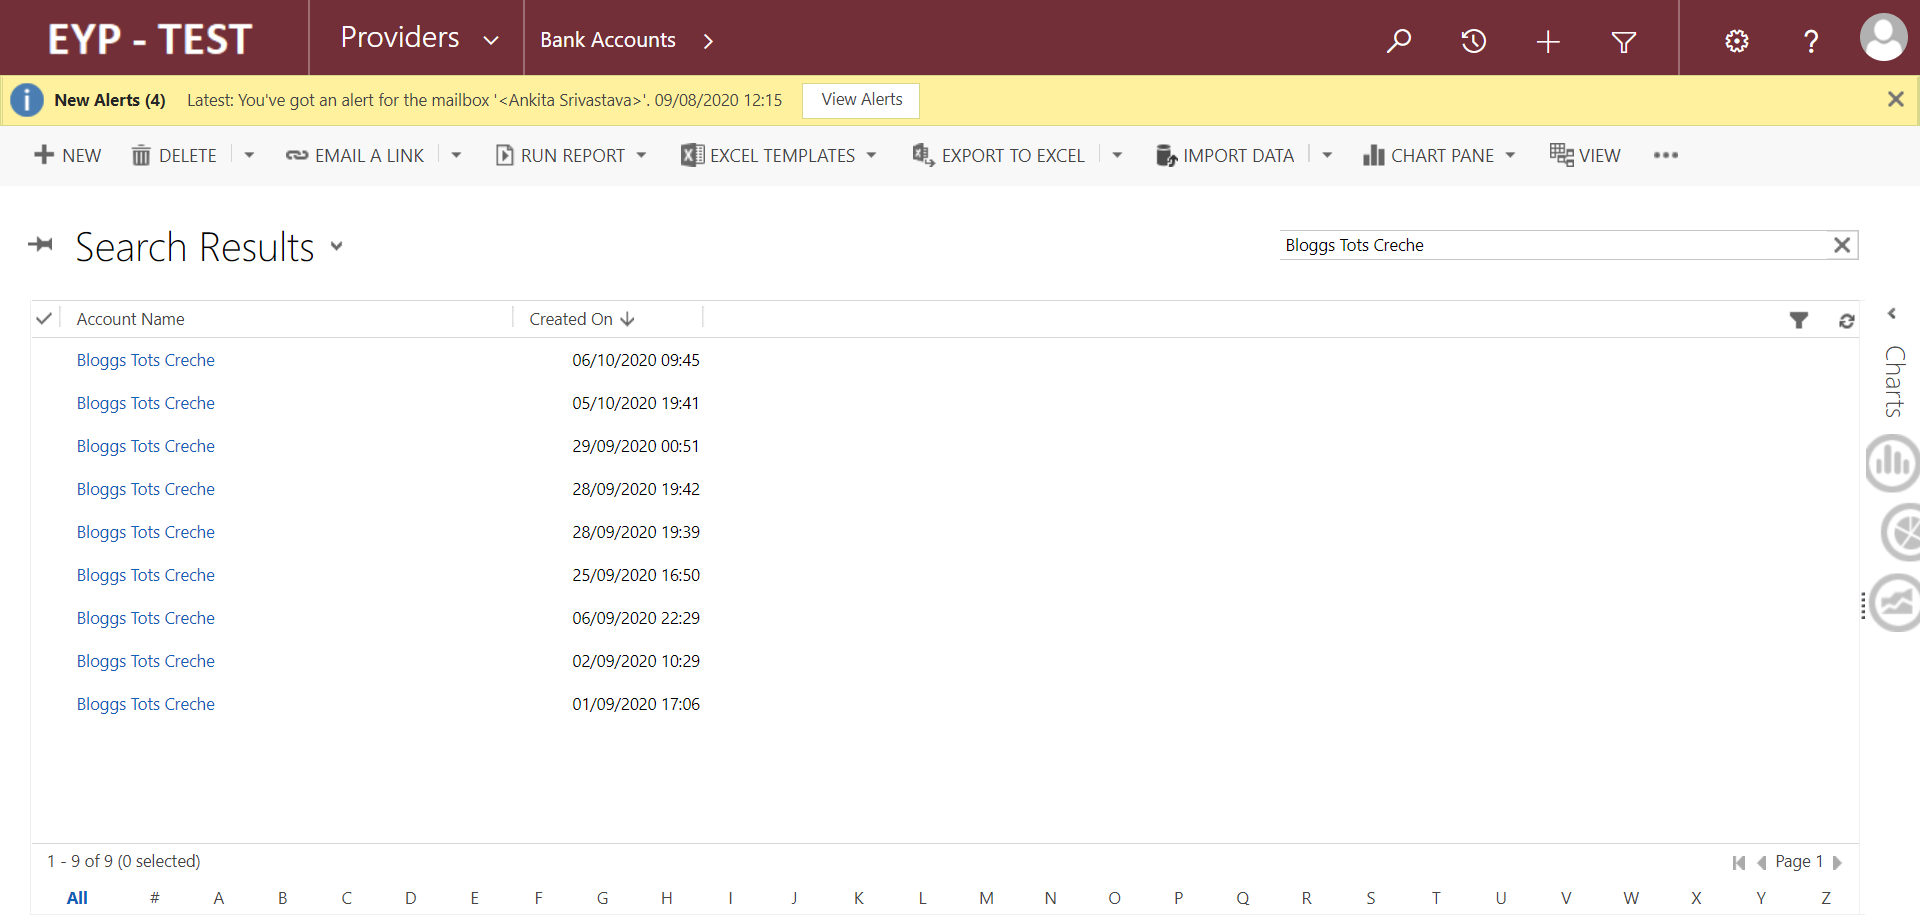 EYP - TEST
Providers
Bank Accounts
New Alerts (4) Latest: You've got an alert for the mailbox '<Ankita Srivastava>'. 09/08/2020 12:15 View Alerts
NEW DELETE EMAIL A LINK RUN REPORT EXCEL TEMPLATES EXPORT TO EXCEL IMPORT DATA CHART PANE VIEW
Search Results
Bloggs Tots Creche
Account Name Created On
Bloggs Tots Creche 06/10/2020 09:45
Bloggs Tots Creche 05/10/2020 19:41
Bloggs Tots Creche 29/09/2020 00:51
Bloggs Tots Creche 28/09/2020 19:42
Bloggs Tots Creche 28/09/2020 19:39
Bloggs Tots Creche 25/09/2020 16:50
Bloggs Tots Creche 06/09/2020 22:29
Bloggs Tots Creche 02/09/2020 10:29
Bloggs Tots Creche 01/09/2020 17:06
Charts
1 - 9 of 9 (0 selected)
Page 1
All # A B C D E F G H I J K L M N O P Q R S T U V W X Y Z